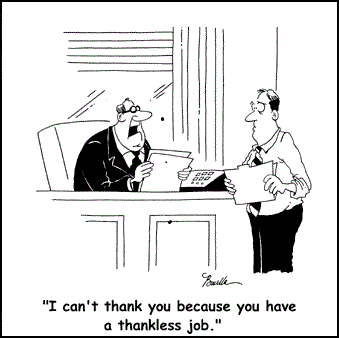 "I can't thank you because you have
a thankless job."